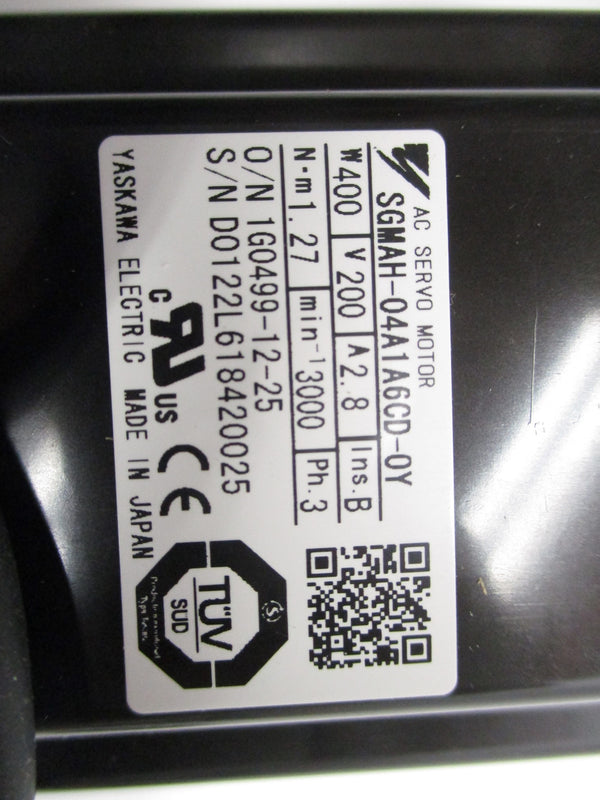 AC SERVO MOTOR
SGMAH-04A1A6CD-0Y
W 400 V 200 A 2.8 Ins. B
N·m 1.27 min⁻¹ 3000 Ph. 3
O/N 1G0499-12-25
S/N D0122L618420025
c RU US CE
YASKAWA ELECTRIC MADE IN JAPAN
TÜV
SÜD